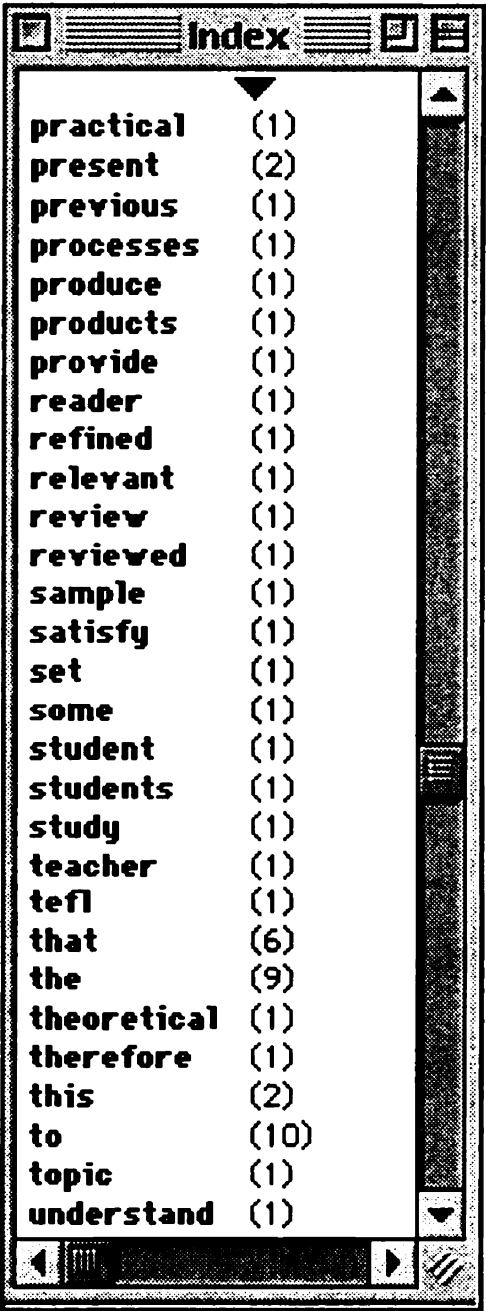 Index
practical (1)
present (2)
previous (1)
processes (1)
produce (1)
products (1)
provide (1)
reader (1)
refined (1)
relevant (1)
review (1)
reviewed (1)
sample (1)
satisfy (1)
set (1)
some (1)
student (1)
students (1)
study (1)
teacher (1)
tefl (1)
that (6)
the (9)
theoretical (1)
therefore (1)
this (2)
to (10)
topic (1)
understand (1)